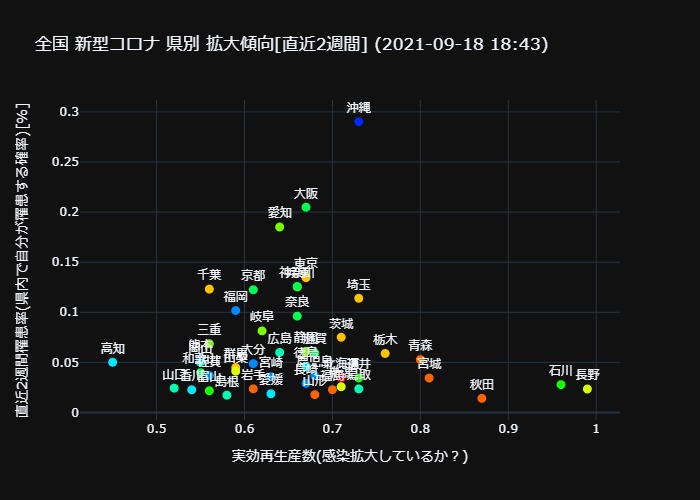 全国 新型コロナ 県別 拡大傾向[直近2週間] (2021-09-18 18:43)
直近2週間罹患率(県内で自分が罹患する確率)[%]
0.3
0.25
0.2
0.15
0.1
0.05
0
沖縄
大阪
愛知
東京
千葉
京都
埼玉
福岡
奈良
岐阜
茨城
三重
広島
栃木
青森
高知
大分
宮崎
宮城
石川
長野
山口
香川
岩手
島根
愛媛
山形
秋田
0.5
0.6
0.7
0.8
0.9
1
実効再生産数(感染拡大しているか？)